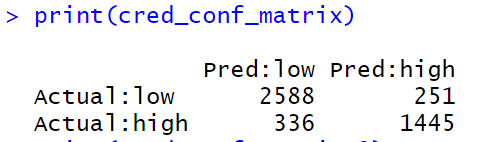 > print(cred_conf_matrix)
Pred:low Pred:high
Actual:low 2588 251
Actual:high 336 1445